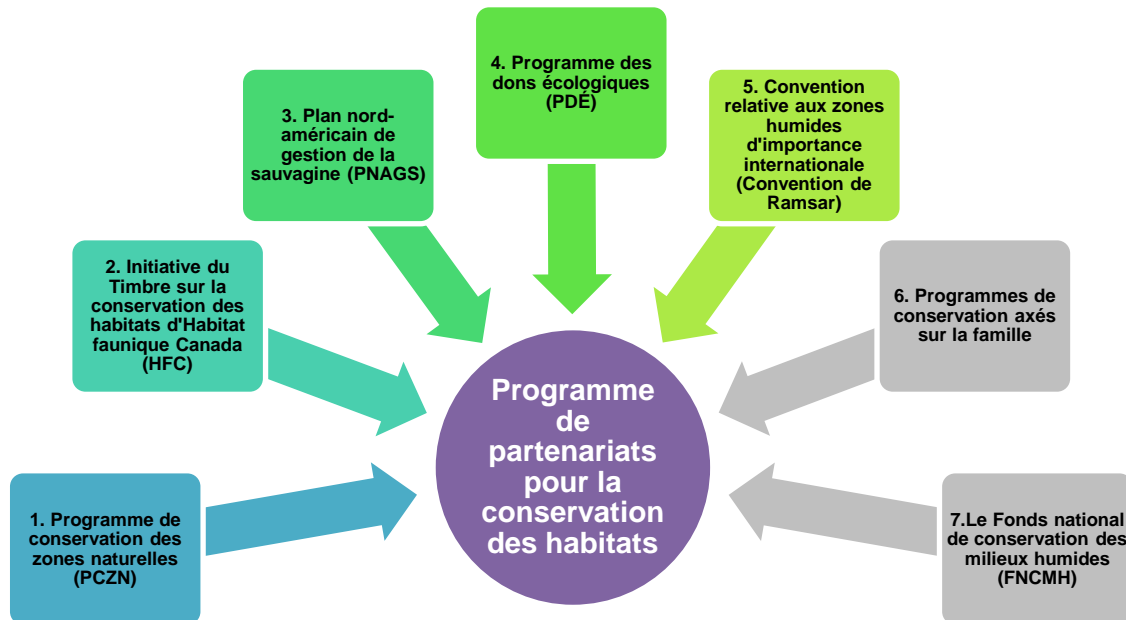 1. Programme de
conservation des
zones naturelles
(PCZN)
2. Initiative du
Timbre sur la
conservation des
habitats d'Habitat
faunique Canada
(HFC)
3. Plan nord-
américain de
gestion de la
sauvagine (PNAGS)
4. Programme des
dons écologiques
(PDÉ)
5. Convention
relative aux zones
humides
d'importance
internationale
(Convention de
Ramsar)
6. Programmes de
conservation axés
sur la famille
7.Le Fonds national
de conservation des
milieux humides
(FNCMH)
Programme
de
partenariats
pour la
conservation
des habitats